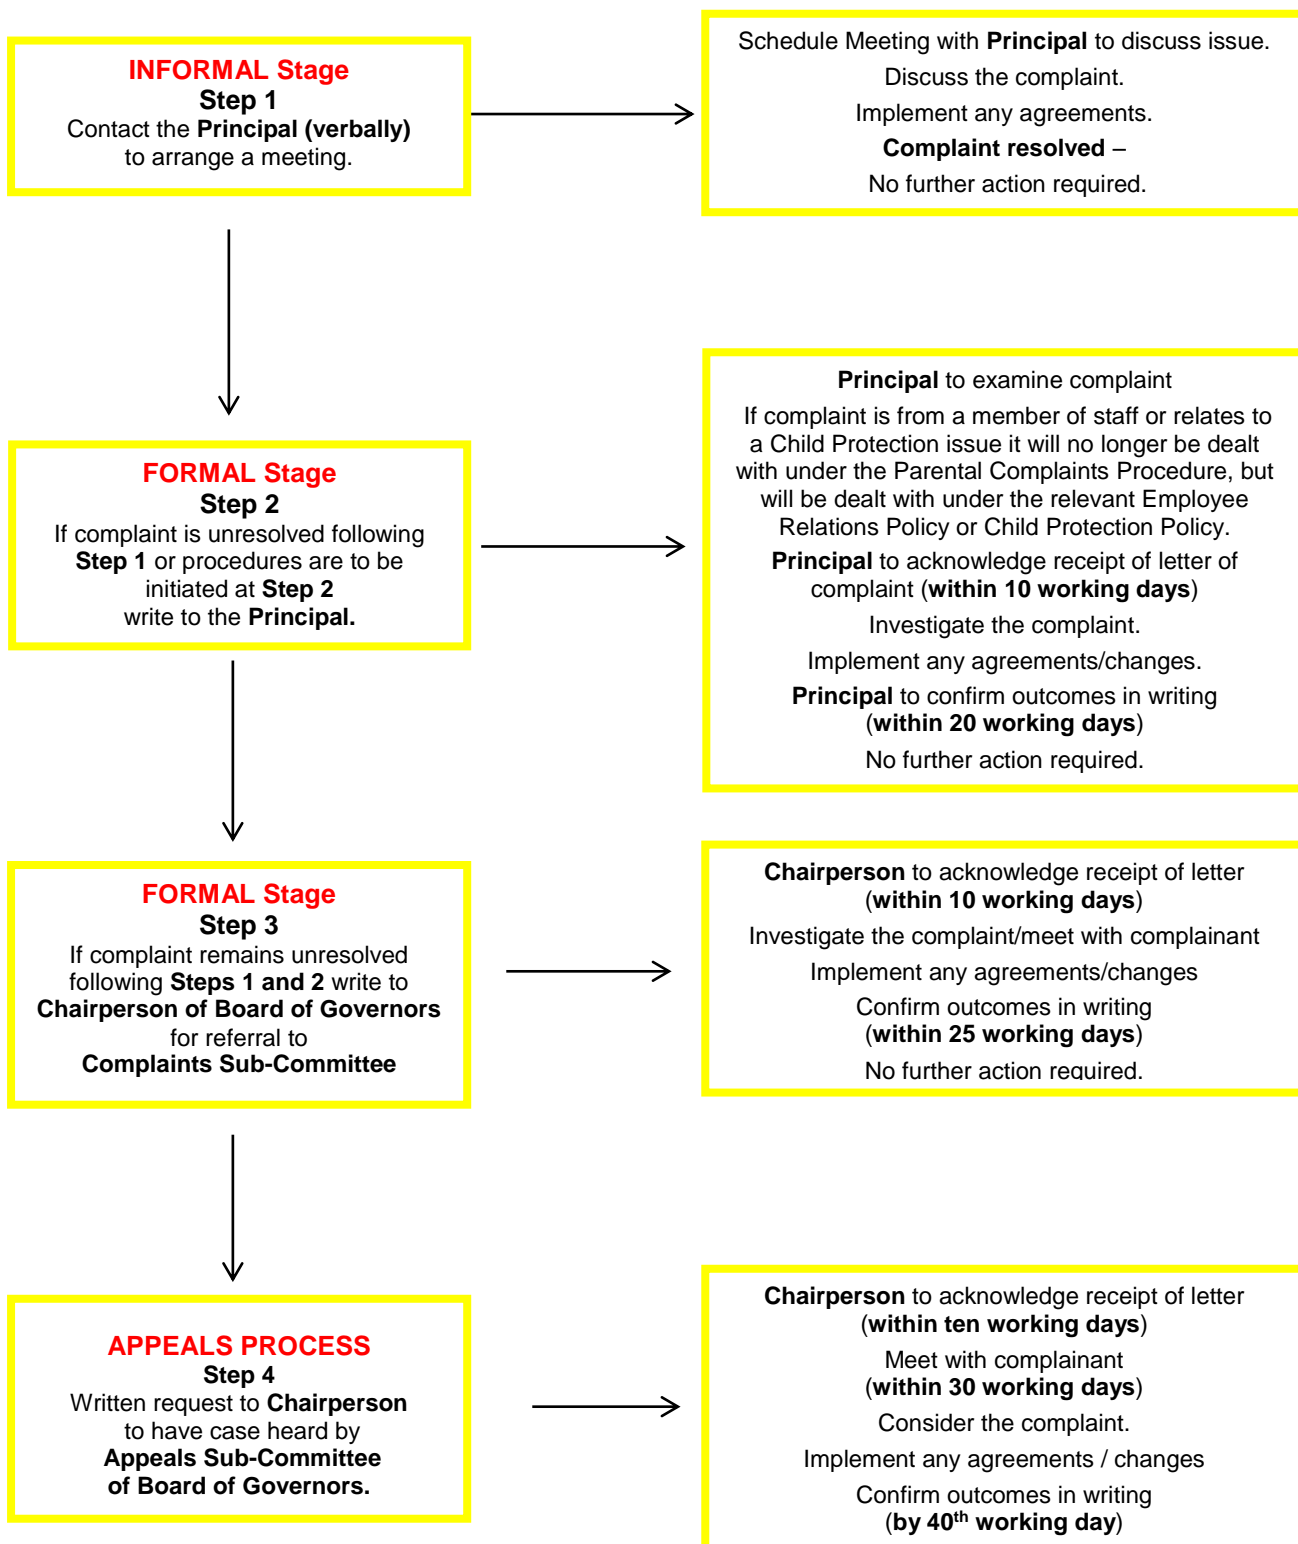 INFORMAL Stage
Step 1
Contact the Principal (verbally)
to arrange a meeting.
Schedule Meeting with Principal to discuss issue.
Discuss the complaint.
Implement any agreements.
Complaint resolved –
No further action required.
FORMAL Stage
Step 2
If complaint is unresolved following
Step 1 or procedures are to be
initiated at Step 2
write to the Principal.
Principal to examine complaint
If complaint is from a member of staff or relates to
a Child Protection issue it will no longer be dealt
with under the Parental Complaints Procedure, but
will be dealt with under the relevant Employee
Relations Policy or Child Protection Policy.
Principal to acknowledge receipt of letter of
complaint (within 10 working days)
Investigate the complaint.
Implement any agreements/changes.
Principal to confirm outcomes in writing
(within 20 working days)
No further action required.
FORMAL Stage
Step 3
If complaint remains unresolved
following Steps 1 and 2 write to
Chairperson of Board of Governors
for referral to
Complaints Sub-Committee
Chairperson to acknowledge receipt of letter
(within 10 working days)
Investigate the complaint/meet with complainant
Implement any agreements/changes
Confirm outcomes in writing
(within 25 working days)
No further action required.
APPEALS PROCESS
Step 4
Written request to Chairperson
to have case heard by
Appeals Sub-Committee
of Board of Governors.
Chairperson to acknowledge receipt of letter
(within ten working days)
Meet with complainant
(within 30 working days)
Consider the complaint.
Implement any agreements / changes
Confirm outcomes in writing
(by 40th working day)